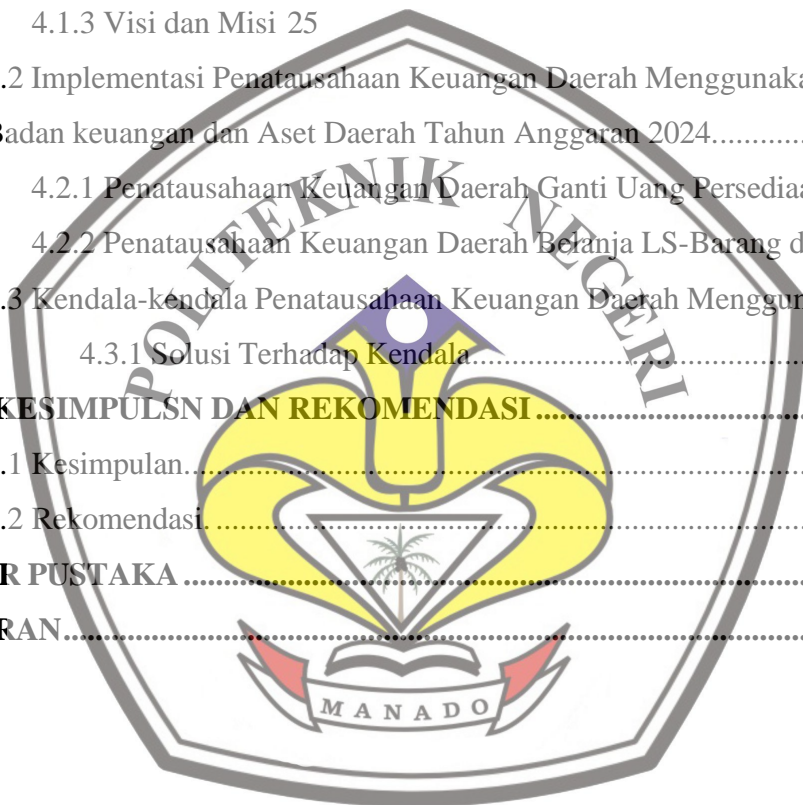 4.1.3 Visi dan Misi 25
.2 Implementasi Penatausahaan Keuangan Daerah Menggunaka
Badan keuangan dan Aset Daerah Tahun Anggaran 2024..............
4.2.1 Penatausahaan Keuangan Daerah Ganti Uang Persediaa
4.2.2 Penatausahaan Keuangan Daerah Belanja LS-Barang d
.3 Kendala-kendala Penatausahaan Keuangan Daerah Menggun
4.3.1 Solusi Terhadap Kendala..................................................
KESIMPULSN DAN REKOMENDASI..........................................
.1 Kesimpulan..............................................................................
.2 Rekomendasi...........................................................................
R PUSTAKA................................................................................
RAN.............................................................................................
POLITEKNIK NEGERI
MANADO